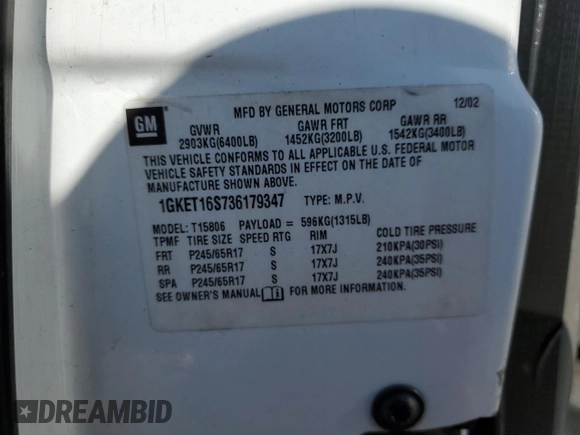 GM
MFD BY GENERAL MOTORS CORP 12/02
GVWR GAWR FRT GAWR RR
2903KG(6400LB) 1452KG(3200LB) 1542KG(3400LB)
THIS VEHICLE CONFORMS TO ALL APPLICABLE U.S. FEDERAL MOTOR
VEHICLE SAFETY STANDARDS IN EFFECT ON THE DATE OF
MANUFACTURE SHOWN ABOVE.
1GKET16S736179347 TYPE: M.P.V.
MODEL: T15806 PAYLOAD = 596KG(1315LB)
TPMF TIRE SIZE SPEED RTG RIM COLD TIRE PRESSURE
FRT P245/65R17 S 17X7J 210KPA(30PSI)
RR P245/65R17 S 17X7J 240KPA(35PSI)
SPA P245/65R17 S 17X7J 240KPA(35PSI)
SEE OWNER'S MANUAL FOR MORE INFORMATION.
DREAMBID